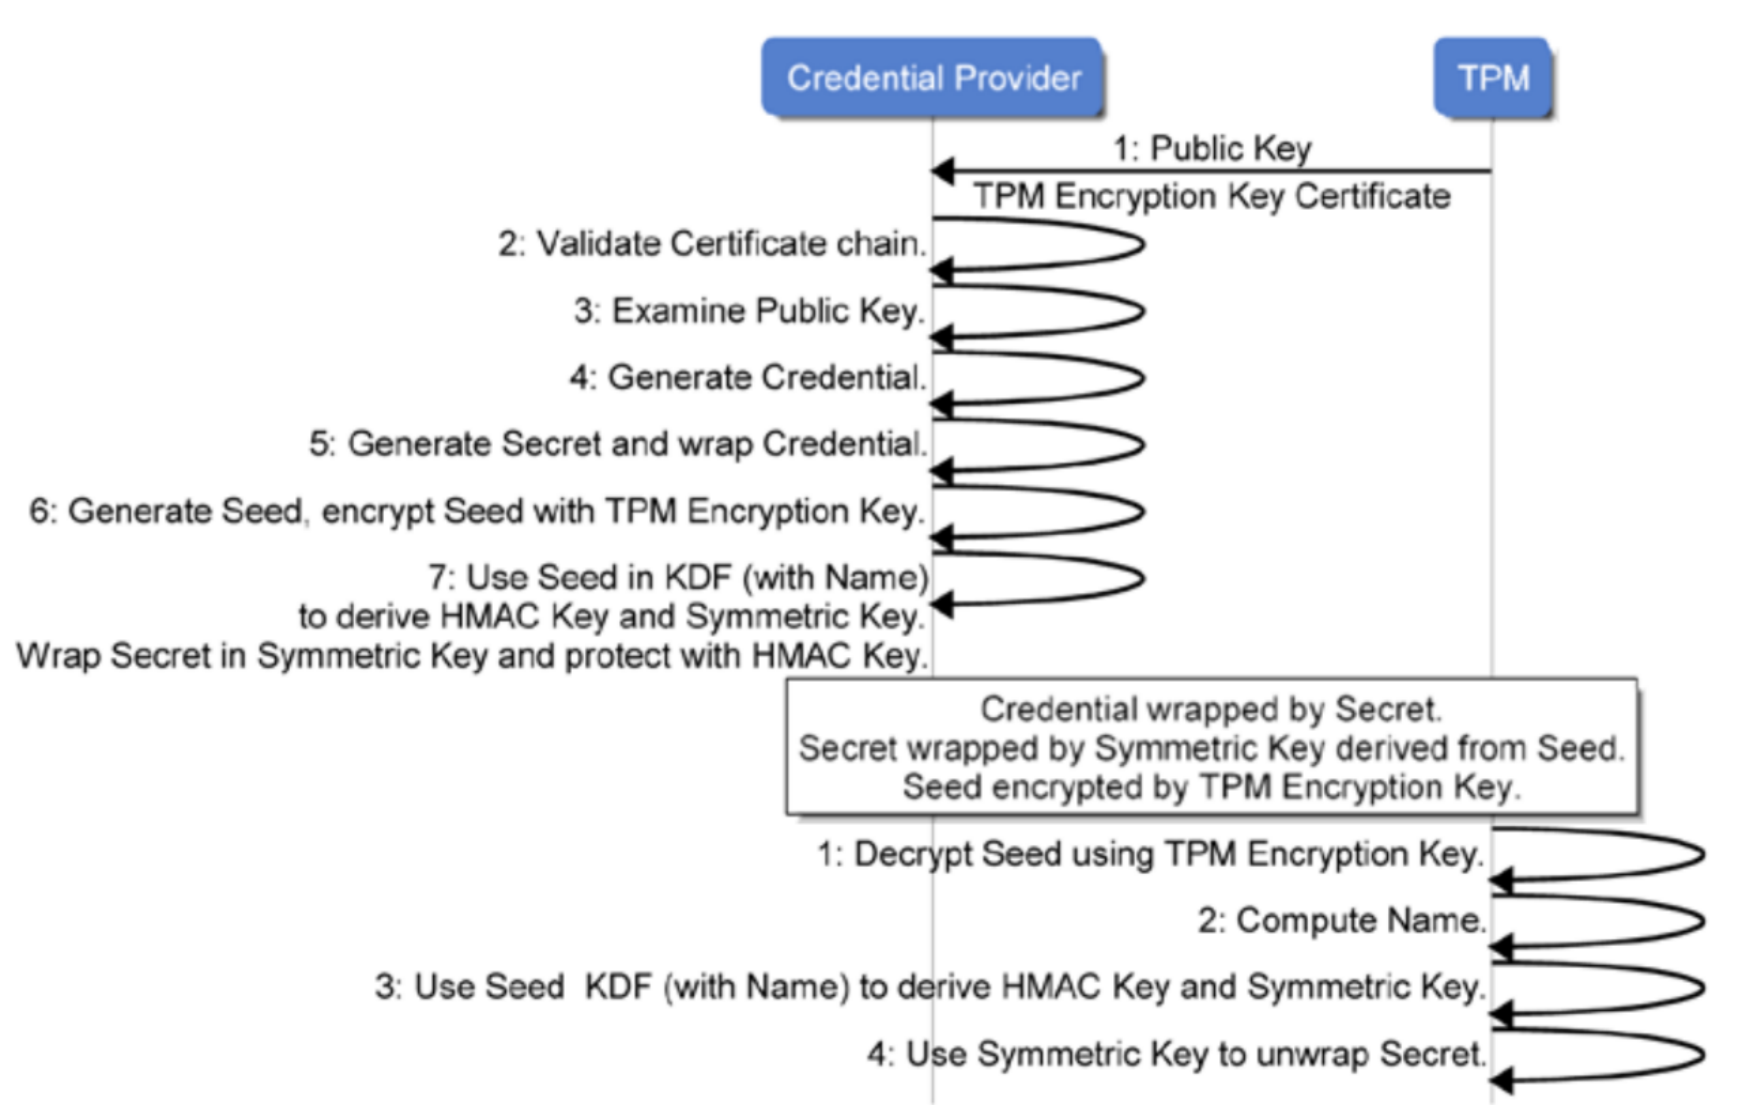 Credential Provider
TPM
1: Public Key
TPM Encryption Key Certificate
2: Validate Certificate chain.
3: Examine Public Key.
4: Generate Credential.
5: Generate Secret and wrap Credential.
6: Generate Seed, encrypt Seed with TPM Encryption Key.
7: Use Seed in KDF (with Name)
to derive HMAC Key and Symmetric Key.
Wrap Secret in Symmetric Key and protect with HMAC Key.
Credential wrapped by Secret.
Secret wrapped by Symmetric Key derived from Seed.
Seed encrypted by TPM Encryption Key.
1: Decrypt Seed using TPM Encryption Key.
2: Compute Name.
3: Use Seed  KDF (with Name) to derive HMAC Key and Symmetric Key.
4: Use Symmetric Key to unwrap Secret.